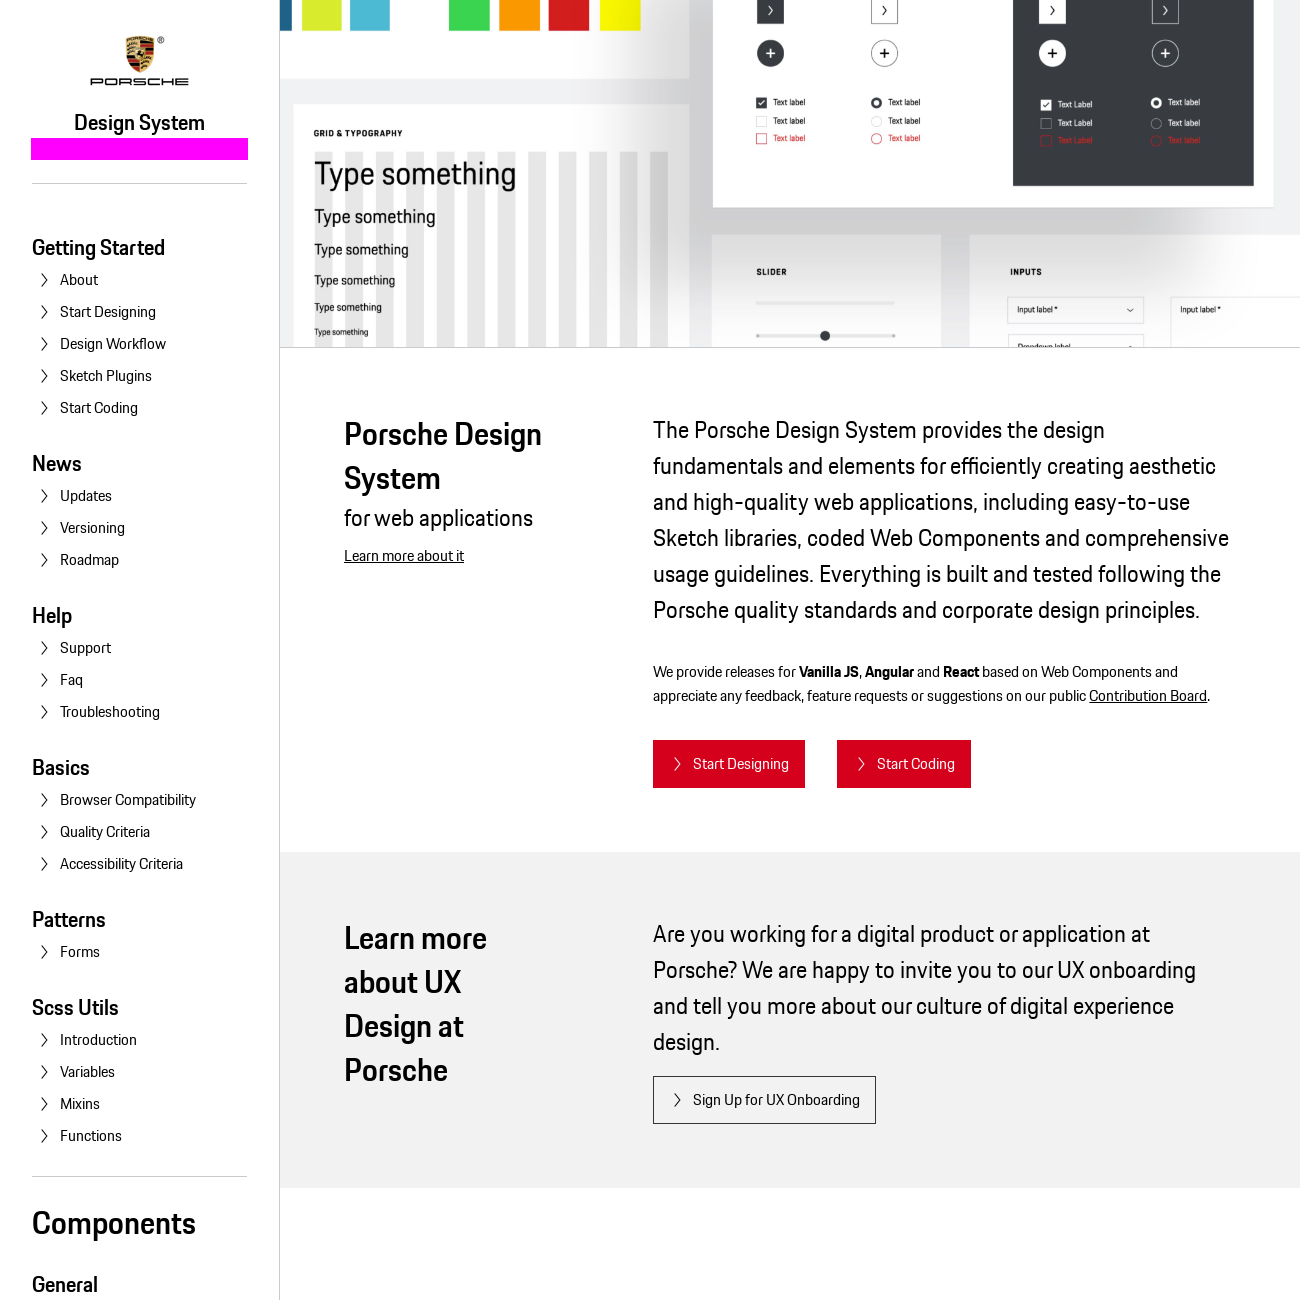 PORSCHE
®
PORSCHE
Design System
Getting Started
About
Start Designing
Design Workflow
Sketch Plugins
Start Coding
News
Updates
Versioning
Roadmap
Help
Support
Faq
Troubleshooting
Basics
Browser Compatibility
Quality Criteria
Accessibility Criteria
Patterns
Forms
Scss Utils
Introduction
Variables
Mixins
Functions
Components
General
GRID & TYPOGRAPHY
Type something
Type something
Type something
Type something
Type something
Type something
Text label
Text label
Text label
Text label
Text label
Text label
Text Label
Text Label
Text Label
Text label
Text label
Text label
SLIDER
INPUTS
Input label *
Input label *
Dropdown label
Porsche Design
System
for web applications
Learn more about it
The Porsche Design System provides the design
fundamentals and elements for efficiently creating aesthetic
and high-quality web applications, including easy-to-use
Sketch libraries, coded Web Components and comprehensive
usage guidelines. Everything is built and tested following the
Porsche quality standards and corporate design principles.
We provide releases for Vanilla JS, Angular and React based on Web Components and
appreciate any feedback, feature requests or suggestions on our public Contribution Board.
Start Designing
Start Coding
Learn more
about UX
Design at
Porsche
Are you working for a digital product or application at
Porsche? We are happy to invite you to our UX onboarding
and tell you more about our culture of digital experience
design.
Sign Up for UX Onboarding